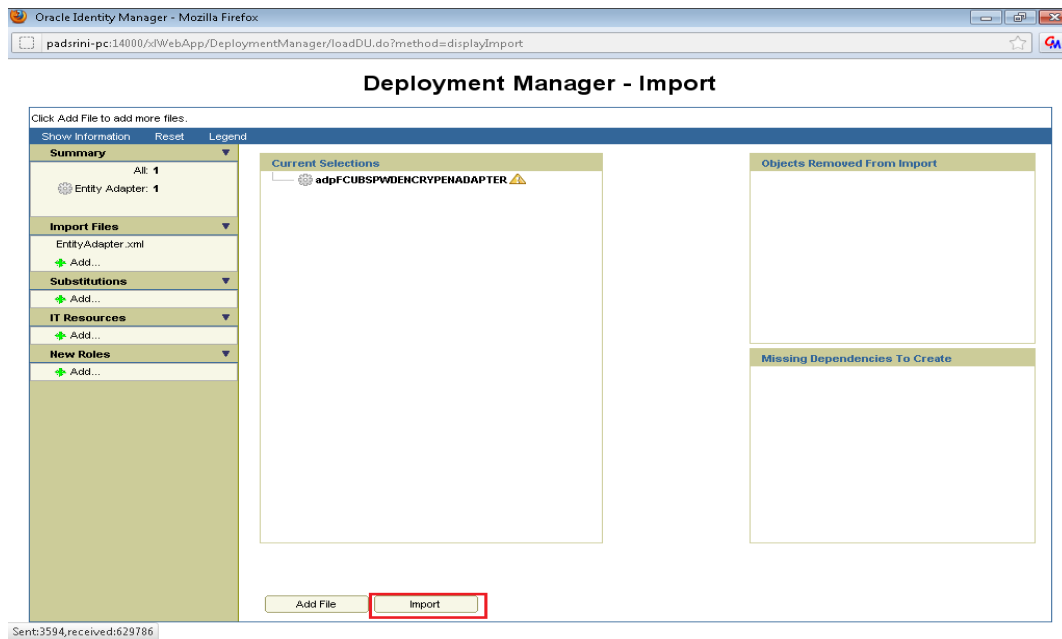 Oracle Identity Manager - Mozilla Firefox
padsrini-pc:14000/xlWebApp/DeploymentManager/loadDU.do?method=displayImport
Deployment Manager - Import
Click Add File to add more files.
Show Information Reset Legend
Summary
All: 1
Entity Adapter: 1
Import Files
EntityAdapter.xml
Add...
Substitutions
Add...
IT Resources
Add...
New Roles
Add...
Current Selections
adpFCUBSPWDENCRYPENADAPTER
Objects Removed From Import
Missing Dependencies To Create
Add File
Import
Sent:3594,received:629786